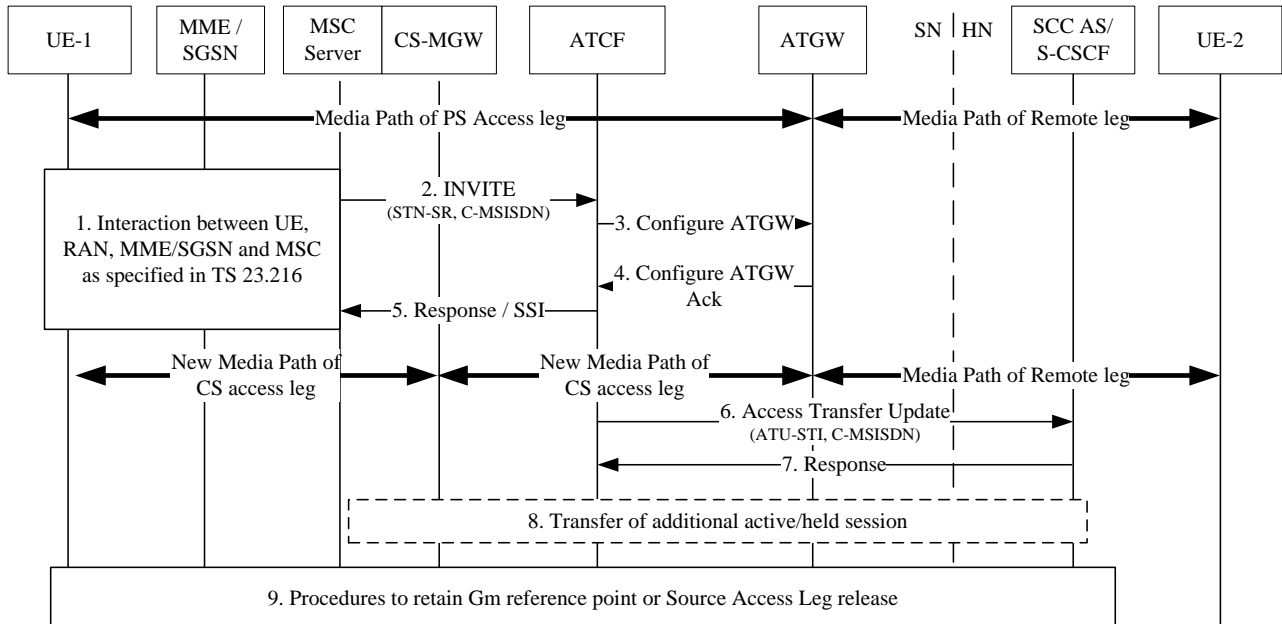 UE-1
MME /
SGSN
MSC
Server
CS-MGW
ATCF
ATGW
SN
HN
SCC AS/
S-CSCF
UE-2
Media Path of PS Access leg
Media Path of Remote leg
1. Interaction between UE,
RAN, MME/SGSN and MSC
as specified in TS 23.216
2. INVITE
(STN-SR, C-MSISDN)
3. Configure ATGW
4. Configure ATGW
Ack
5. Response / SSI
New Media Path of
CS access leg
New Media Path of
CS access leg
Media Path of Remote leg
6. Access Transfer Update
(ATU-STI, C-MSISDN)
7. Response
8. Transfer of additional active/held session
9. Procedures to retain Gm reference point or Source Access Leg release